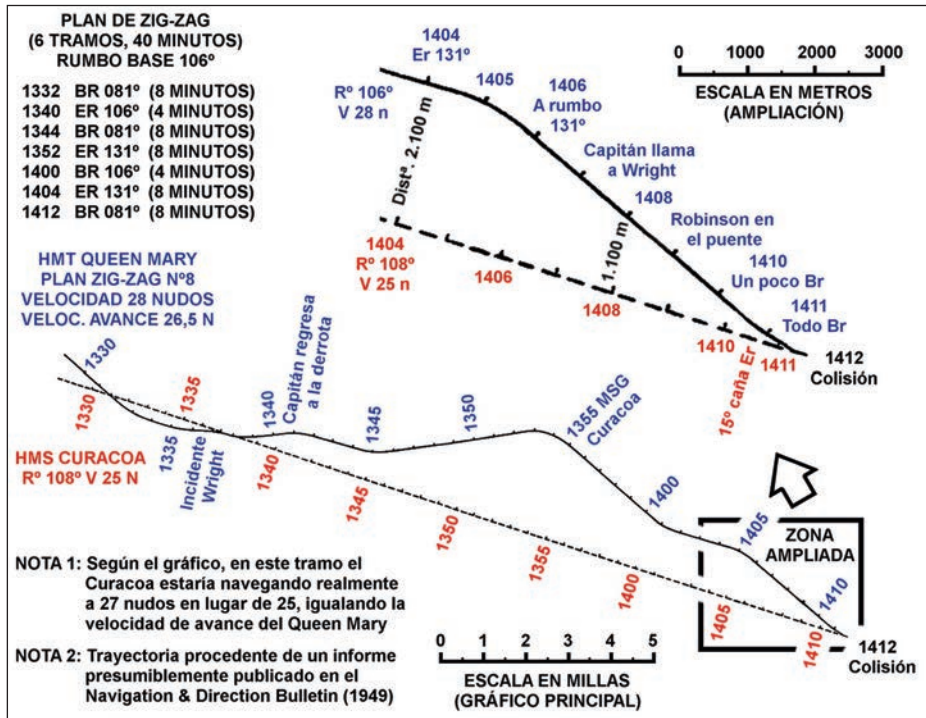 PLAN DE ZIG-ZAG
(6 TRAMOS, 40 MINUTOS)
RUMBO BASE 106º
1332 BR 081º (8 MINUTOS)
1340 ER 106º (4 MINUTOS)
1344 BR 081º (8 MINUTOS)
1352 ER 131º (8 MINUTOS)
1400 BR 106º (4 MINUTOS)
1404 ER 131º (8 MINUTOS)
1412 BR 081º (8 MINUTOS)
HMT QUEEN MARY
PLAN ZIG-ZAG Nº8
VELOCIDAD 28 NUDOS
VELOC. AVANCE 26,5 N
1404
Er 131º
Rº 106º
V 28 n
1405
1406
A rumbo
131º
Capitán llama
a Wright
1408
Robinson en
el puente
1410
Un poco Br
1411
Todo Br
1412
Colisión
Distª. 2.100 m
1.100 m
1404
Rº 108º
V 25 n
1406
1408
1410
1411
15º caña Er
0 1000 2000 3000
ESCALA EN METROS
(AMPLIACIÓN)
1330
1335
Incidente
Wright
1340
Capitán regresa
a la derrota
1345
1350
1355 MSG
Curacoa
1400
1405
1410
HMS CURACOA
Rº 108º V 25 N
1330
1335
1340
1345
1350
1355
1400
1405
1410
ZONA
AMPLIADA
1412
Colisión
NOTA 1: Según el gráfico, en este tramo el
Curacoa estaría navegando realmente
a 27 nudos en lugar de 25, igualando la
velocidad de avance del Queen Mary
NOTA 2: Trayectoria procedente de un informe
presumiblemente publicado en el
Navigation & Direction Bulletin (1949)
0 1 2 3 4 5
ESCALA EN MILLAS
(GRÁFICO PRINCIPAL)